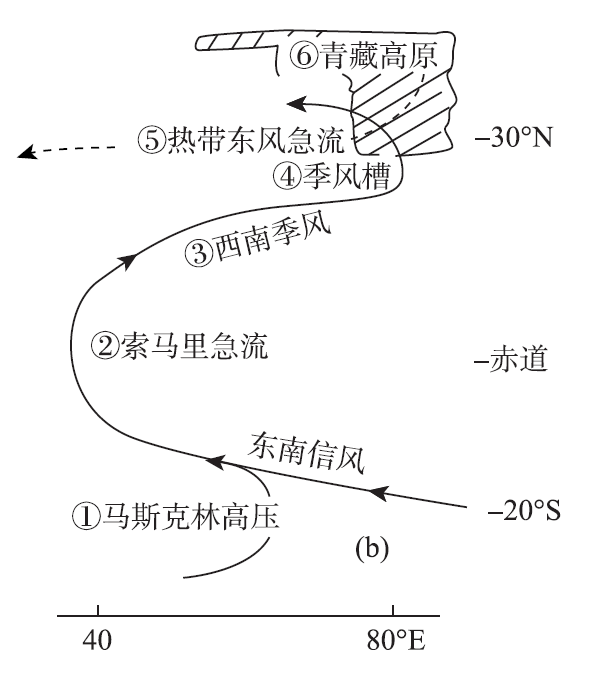 ⑥青藏高原
⑤热带东风急流
–30°N
④季风槽
③西南季风
②索马里急流
–赤道
东南信风
①马斯克林高压
–20°S
(b)
40
80°E